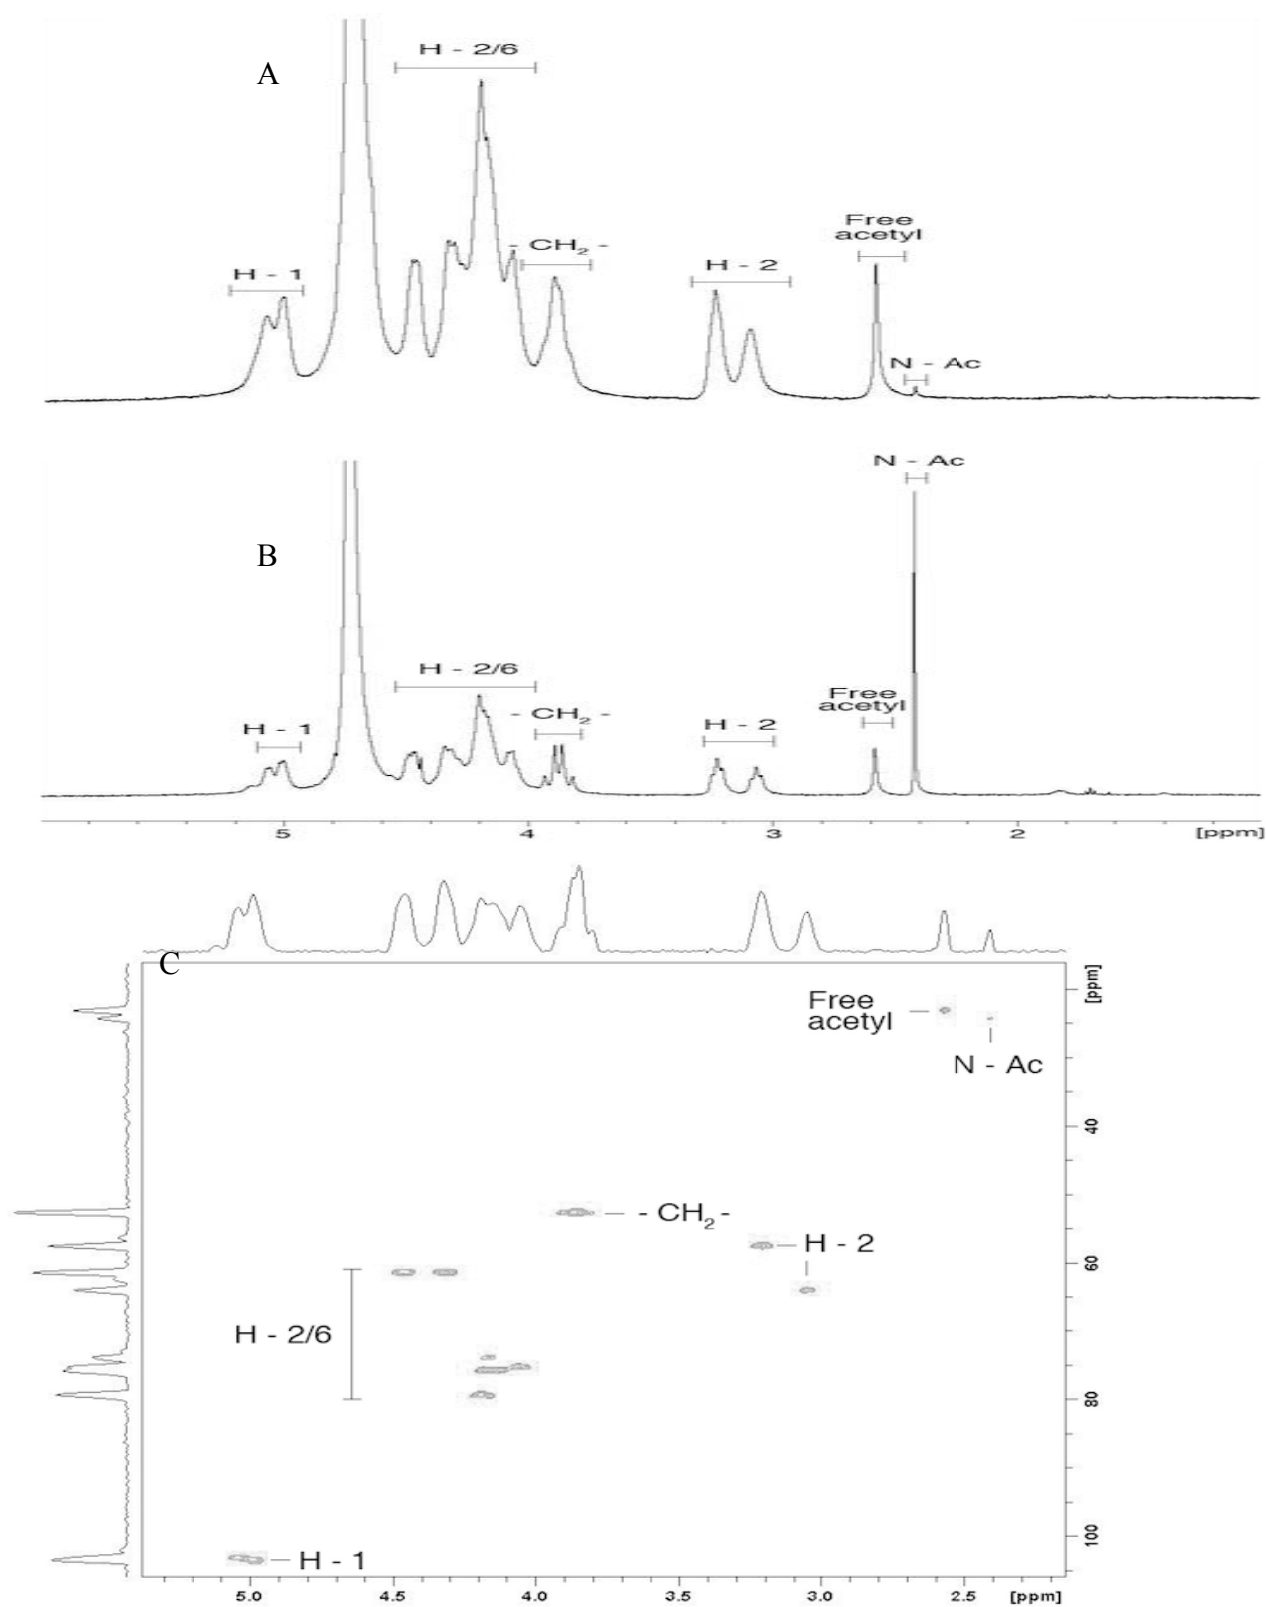 H - 2/6
A
Free
acetyl
- CH2 -
H - 1
H - 2
N - Ac
N - Ac
B
H - 2/6
Free
acetyl
- CH2 -
H - 1
H - 2
5 4 3 2 [ppm]
C
[ppm]
Free
acetyl
N - Ac
40
- CH2 -
H - 2
60
H - 2/6
80
100
H - 1
5.0 4.5 4.0 3.5 3.0 2.5 [ppm]